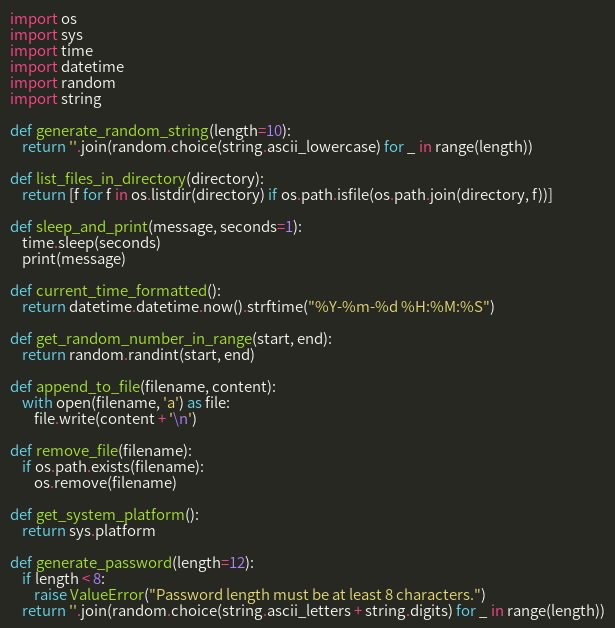 import os
import sys
import time
import datetime
import random
import string

def generate_random_string(length=10):
    return ''.join(random.choice(string.ascii_lowercase) for _ in range(length))

def list_files_in_directory(directory):
    return [f for f in os.listdir(directory) if os.path.isfile(os.path.join(directory, f))]

def sleep_and_print(message, seconds=1):
    time.sleep(seconds)
    print(message)

def current_time_formatted():
    return datetime.datetime.now().strftime("%Y-%m-%d %H:%M:%S")

def get_random_number_in_range(start, end):
    return random.randint(start, end)

def append_to_file(filename, content):
    with open(filename, 'a') as file:
        file.write(content + '\n')

def remove_file(filename):
    if os.path.exists(filename):
        os.remove(filename)

def get_system_platform():
    return sys.platform

def generate_password(length=12):
    if length < 8:
        raise ValueError("Password length must be at least 8 characters.")
    return ''.join(random.choice(string.ascii_letters + string.digits) for _ in range(length))